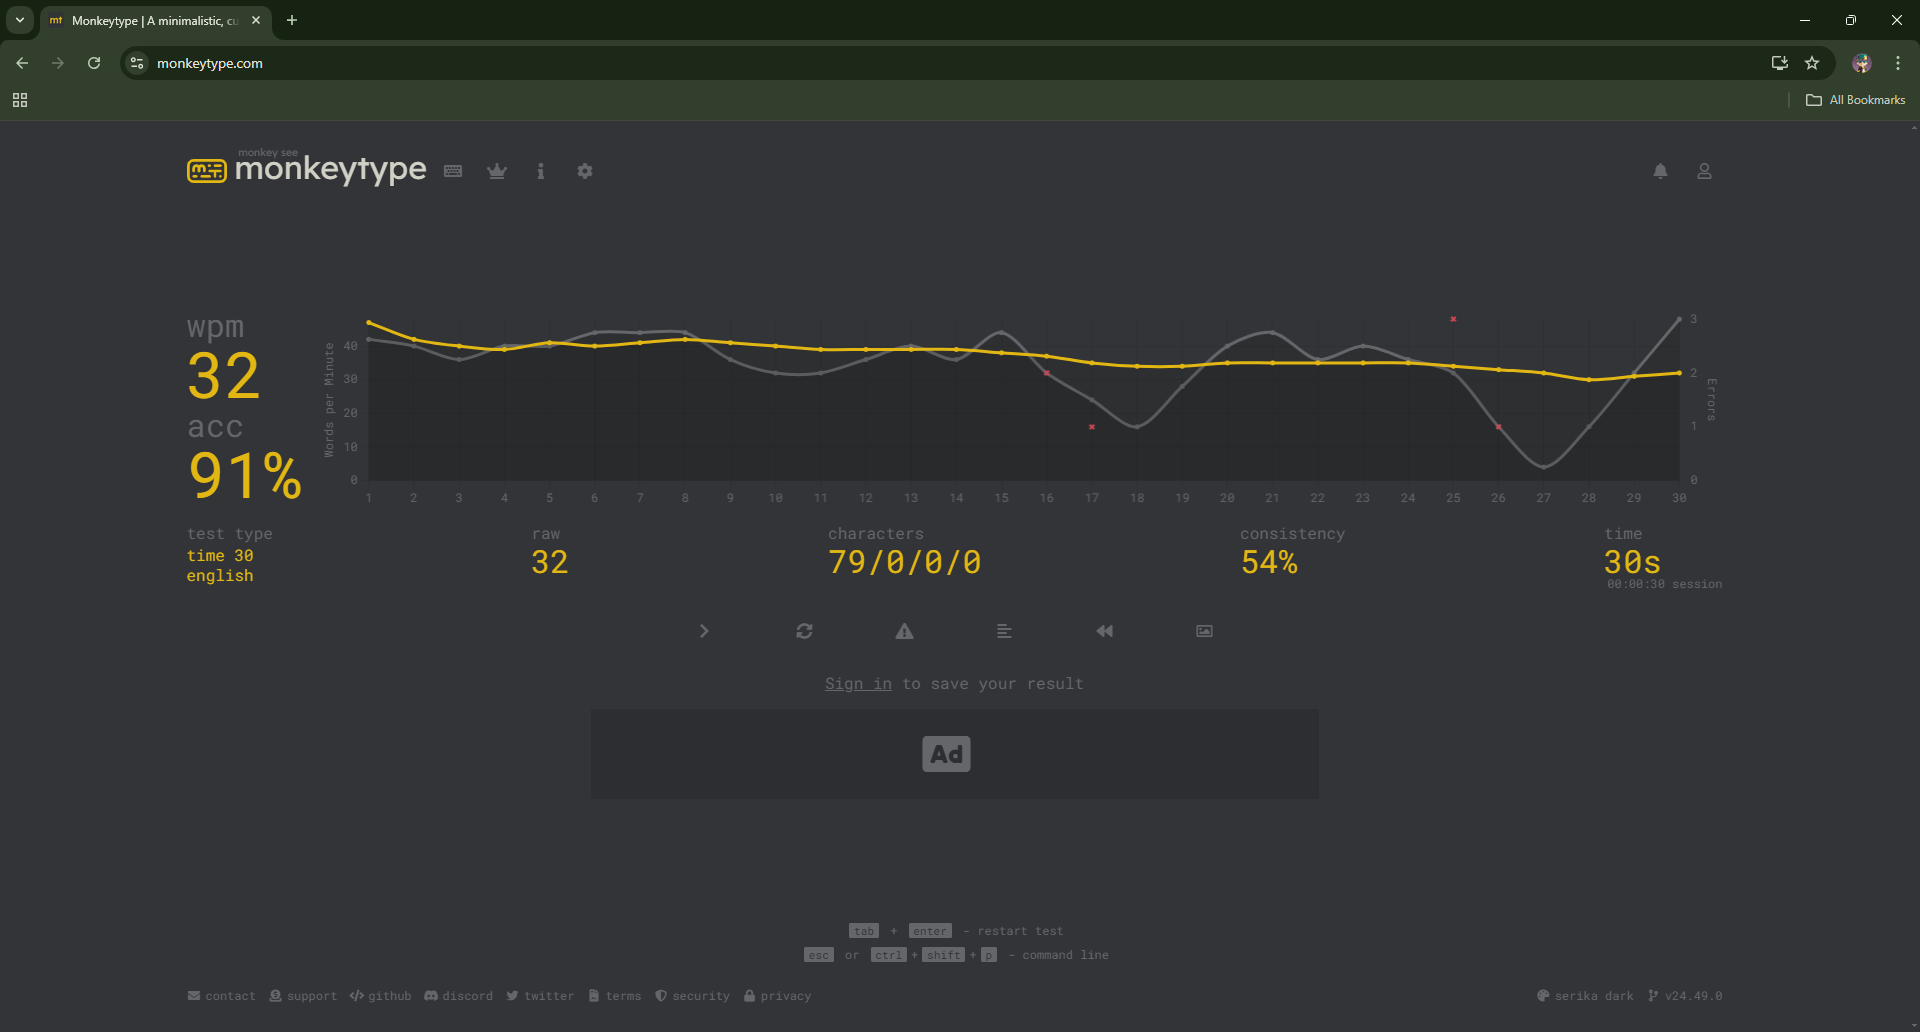 Monkeytype | A minimalistic, cu
monkeytype.com
All Bookmarks
monkey see
monkeytype
wpm
32
acc
91%
Words per Minute
40
30
20
10
0
3
2
1
0
Errors
1 2 3 4 5 6 7 8 9 10 11 12 13 14 15 16 17 18 19 20 21 22 23 24 25 26 27 28 29 30
test type
time 30
english
raw
32
characters
79/0/0/0
consistency
54%
time
30s
00:00:30 session
Sign in to save your result
Ad
tab + enter - restart test
esc or ctrl + shift + p - command line
contact support github discord twitter terms security privacy
serika dark v24.49.0